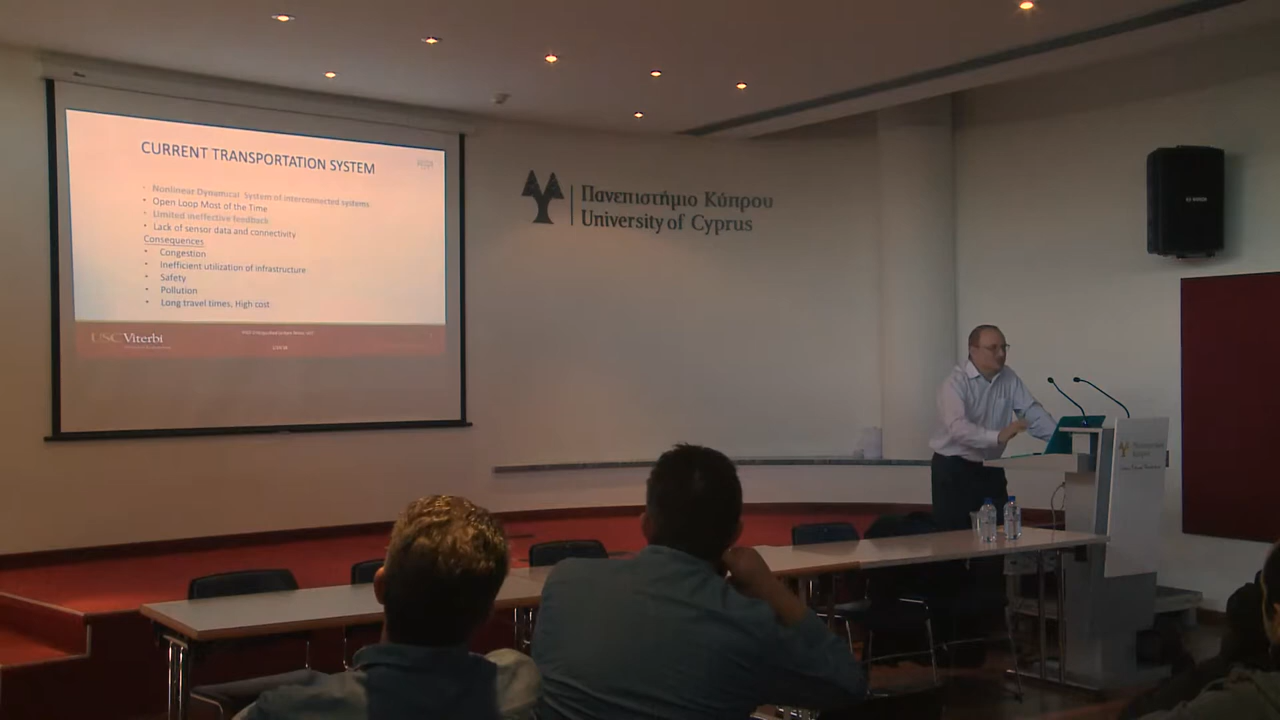 CURRENT TRANSPORTATION SYSTEM
• Nonlinear Dynamical System of interconnected systems
• Open Loop Most of the Time
• Limited ineffective feedback
• Lack of sensor data and connectivity
Consequences
• Congestion
• Inefficient utilization of infrastructure
• Safety
• Pollution
• Long travel times, High cost
USC Viterbi
Πανεπιστήμιο Κύπρου
University of Cyprus
Πανεπιστήμιο
Κύπρου